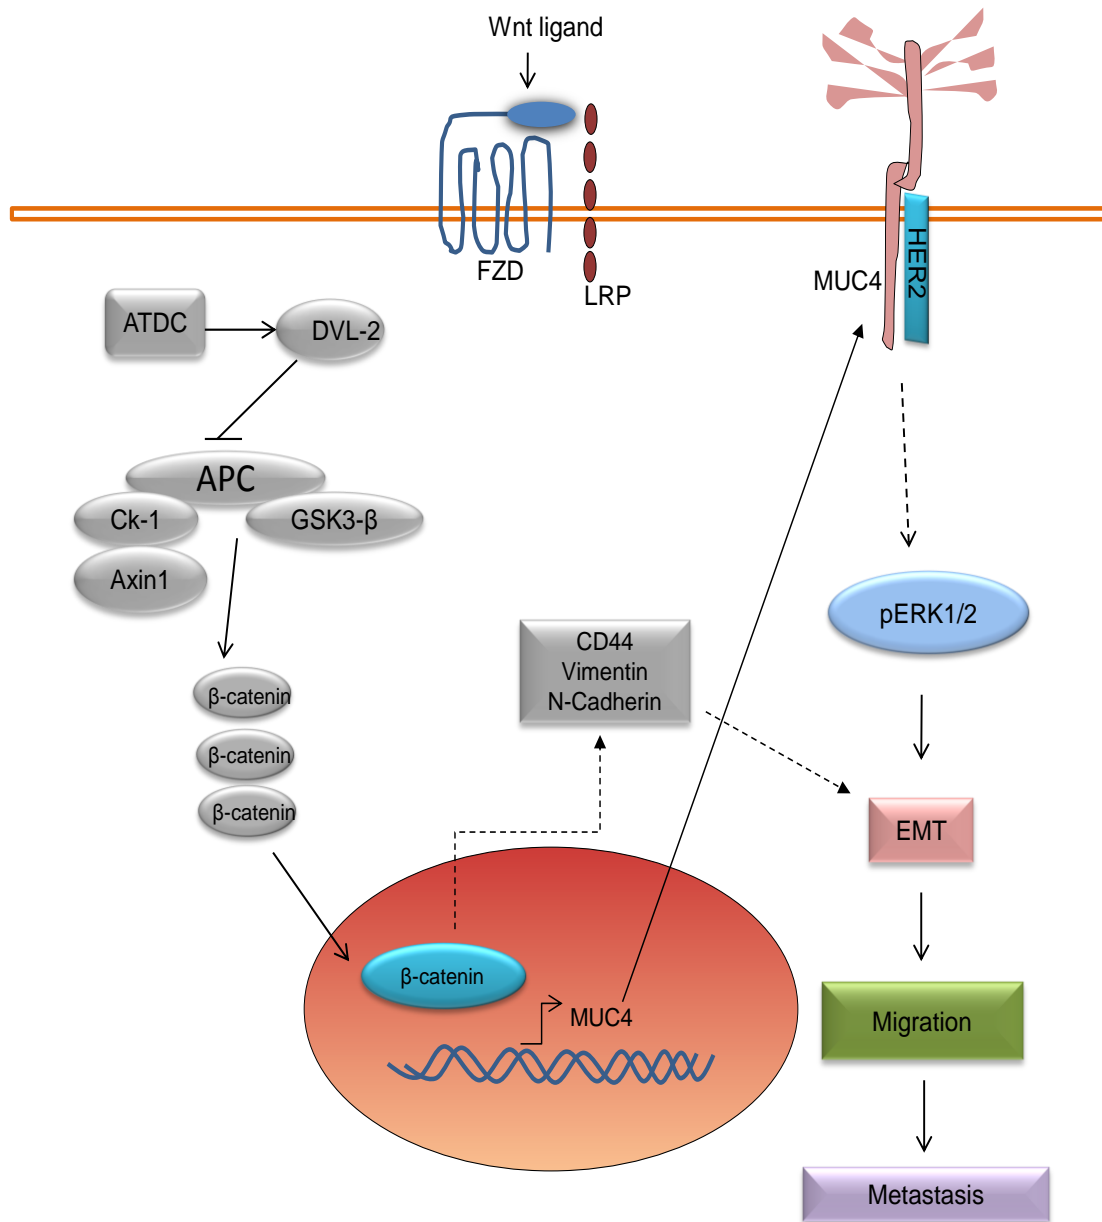 Wnt ligand
FZD
LRP
MUC4
HER2
ATDC
DVL-2
APC
Ck-1
GSK3-β
Axin1
pERK1/2
CD44
Vimentin
N-Cadherin
β-catenin
β-catenin
β-catenin
EMT
β-catenin
MUC4
Migration
Metastasis